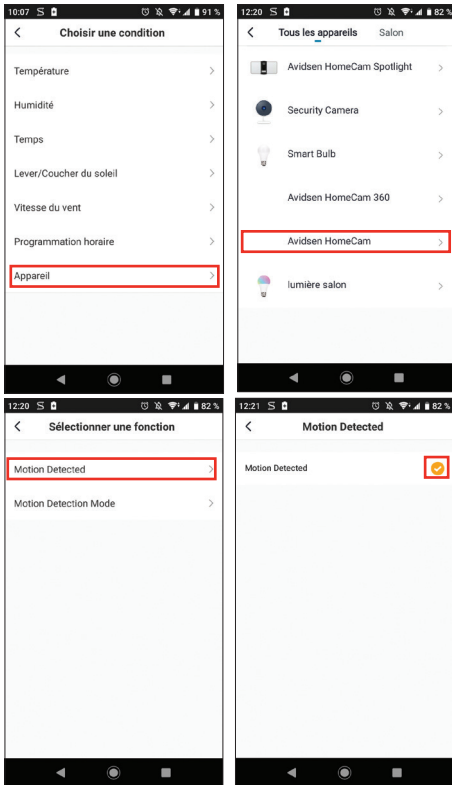 10:07 S 91 %
Choisir une condition
Température
Humidité
Temps
Lever/Coucher du soleil
Vitesse du vent
Programmation horaire
Appareil
12:20 S 82 %
Tous les appareils Salon
Avidsen HomeCam Spotlight
Security Camera
Smart Bulb
Avidsen HomeCam 360
Avidsen HomeCam
lumière salon
12:20 S 82 %
Sélectionner une fonction
Motion Detected
Motion Detection Mode
12:21 S 82 %
Motion Detected
Motion Detected